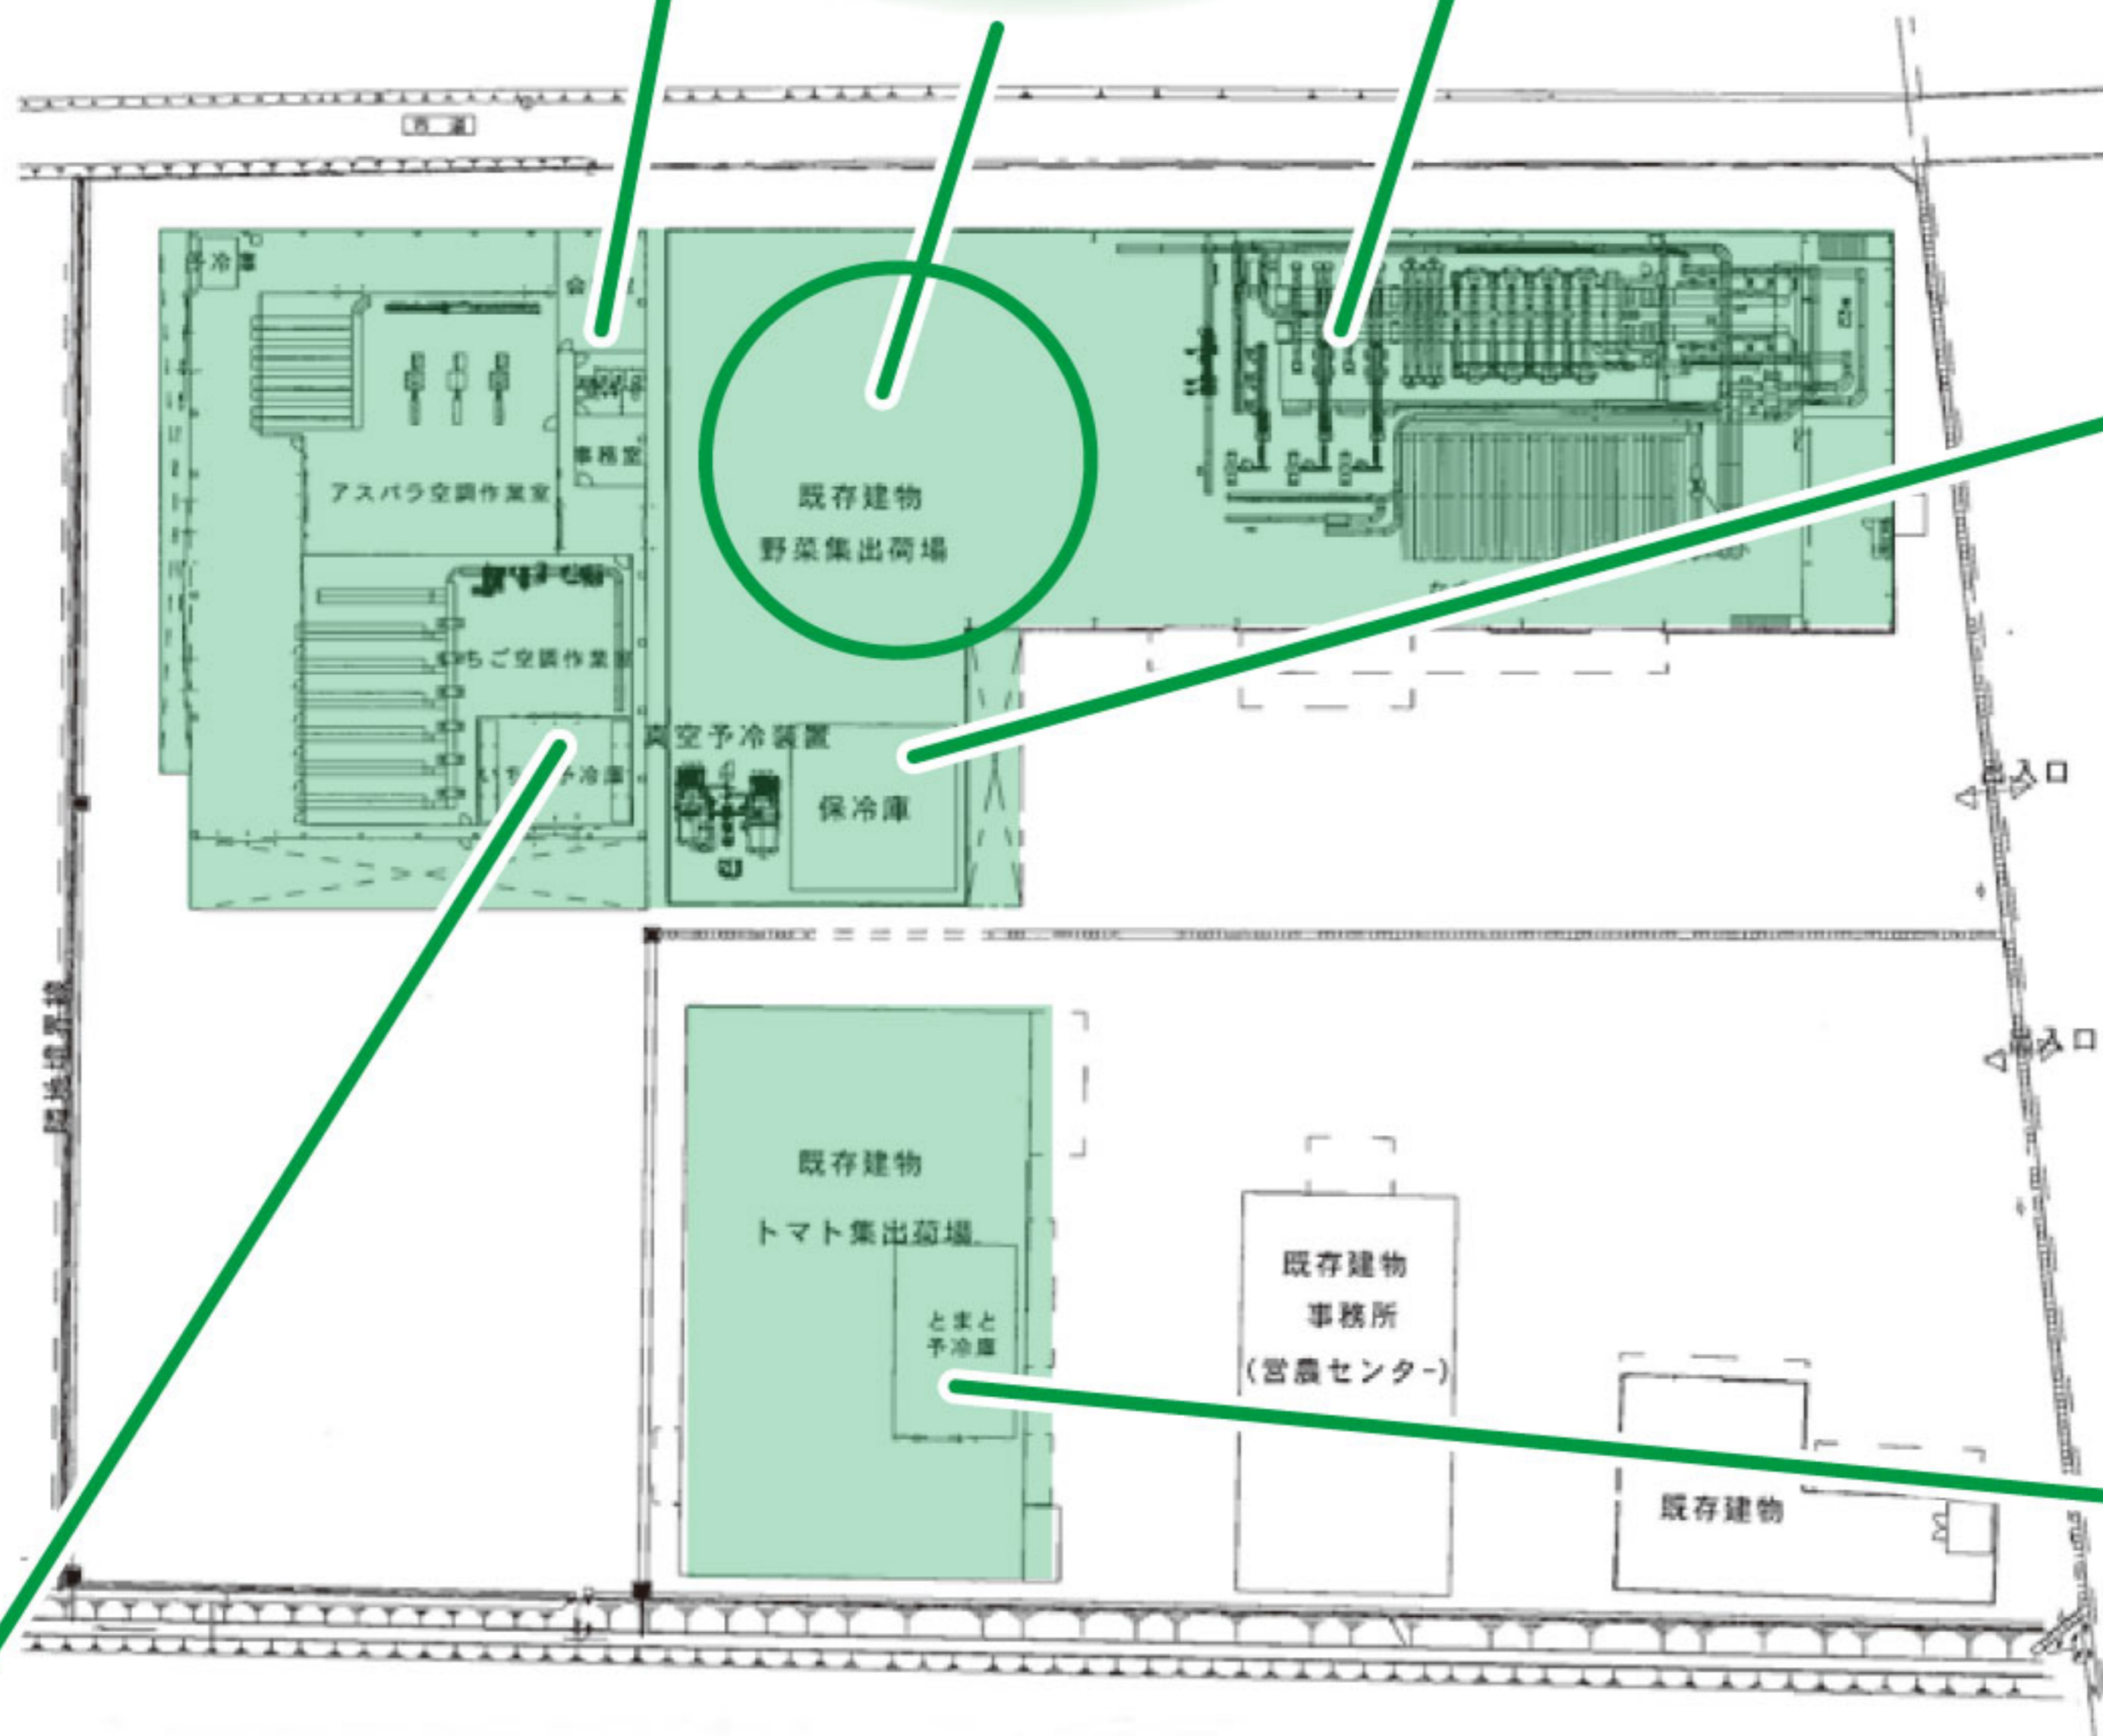 市道
予冷庫
事務室
アスパラ空調作業室
既存建物
野菜集出荷場
ちご空調作業室
真空予冷装置
予冷庫
保冷庫
入口
入口
既存建物
トマト集出荷場
とまと
予冷庫
既存建物
事務所
(営農センター)
既存建物